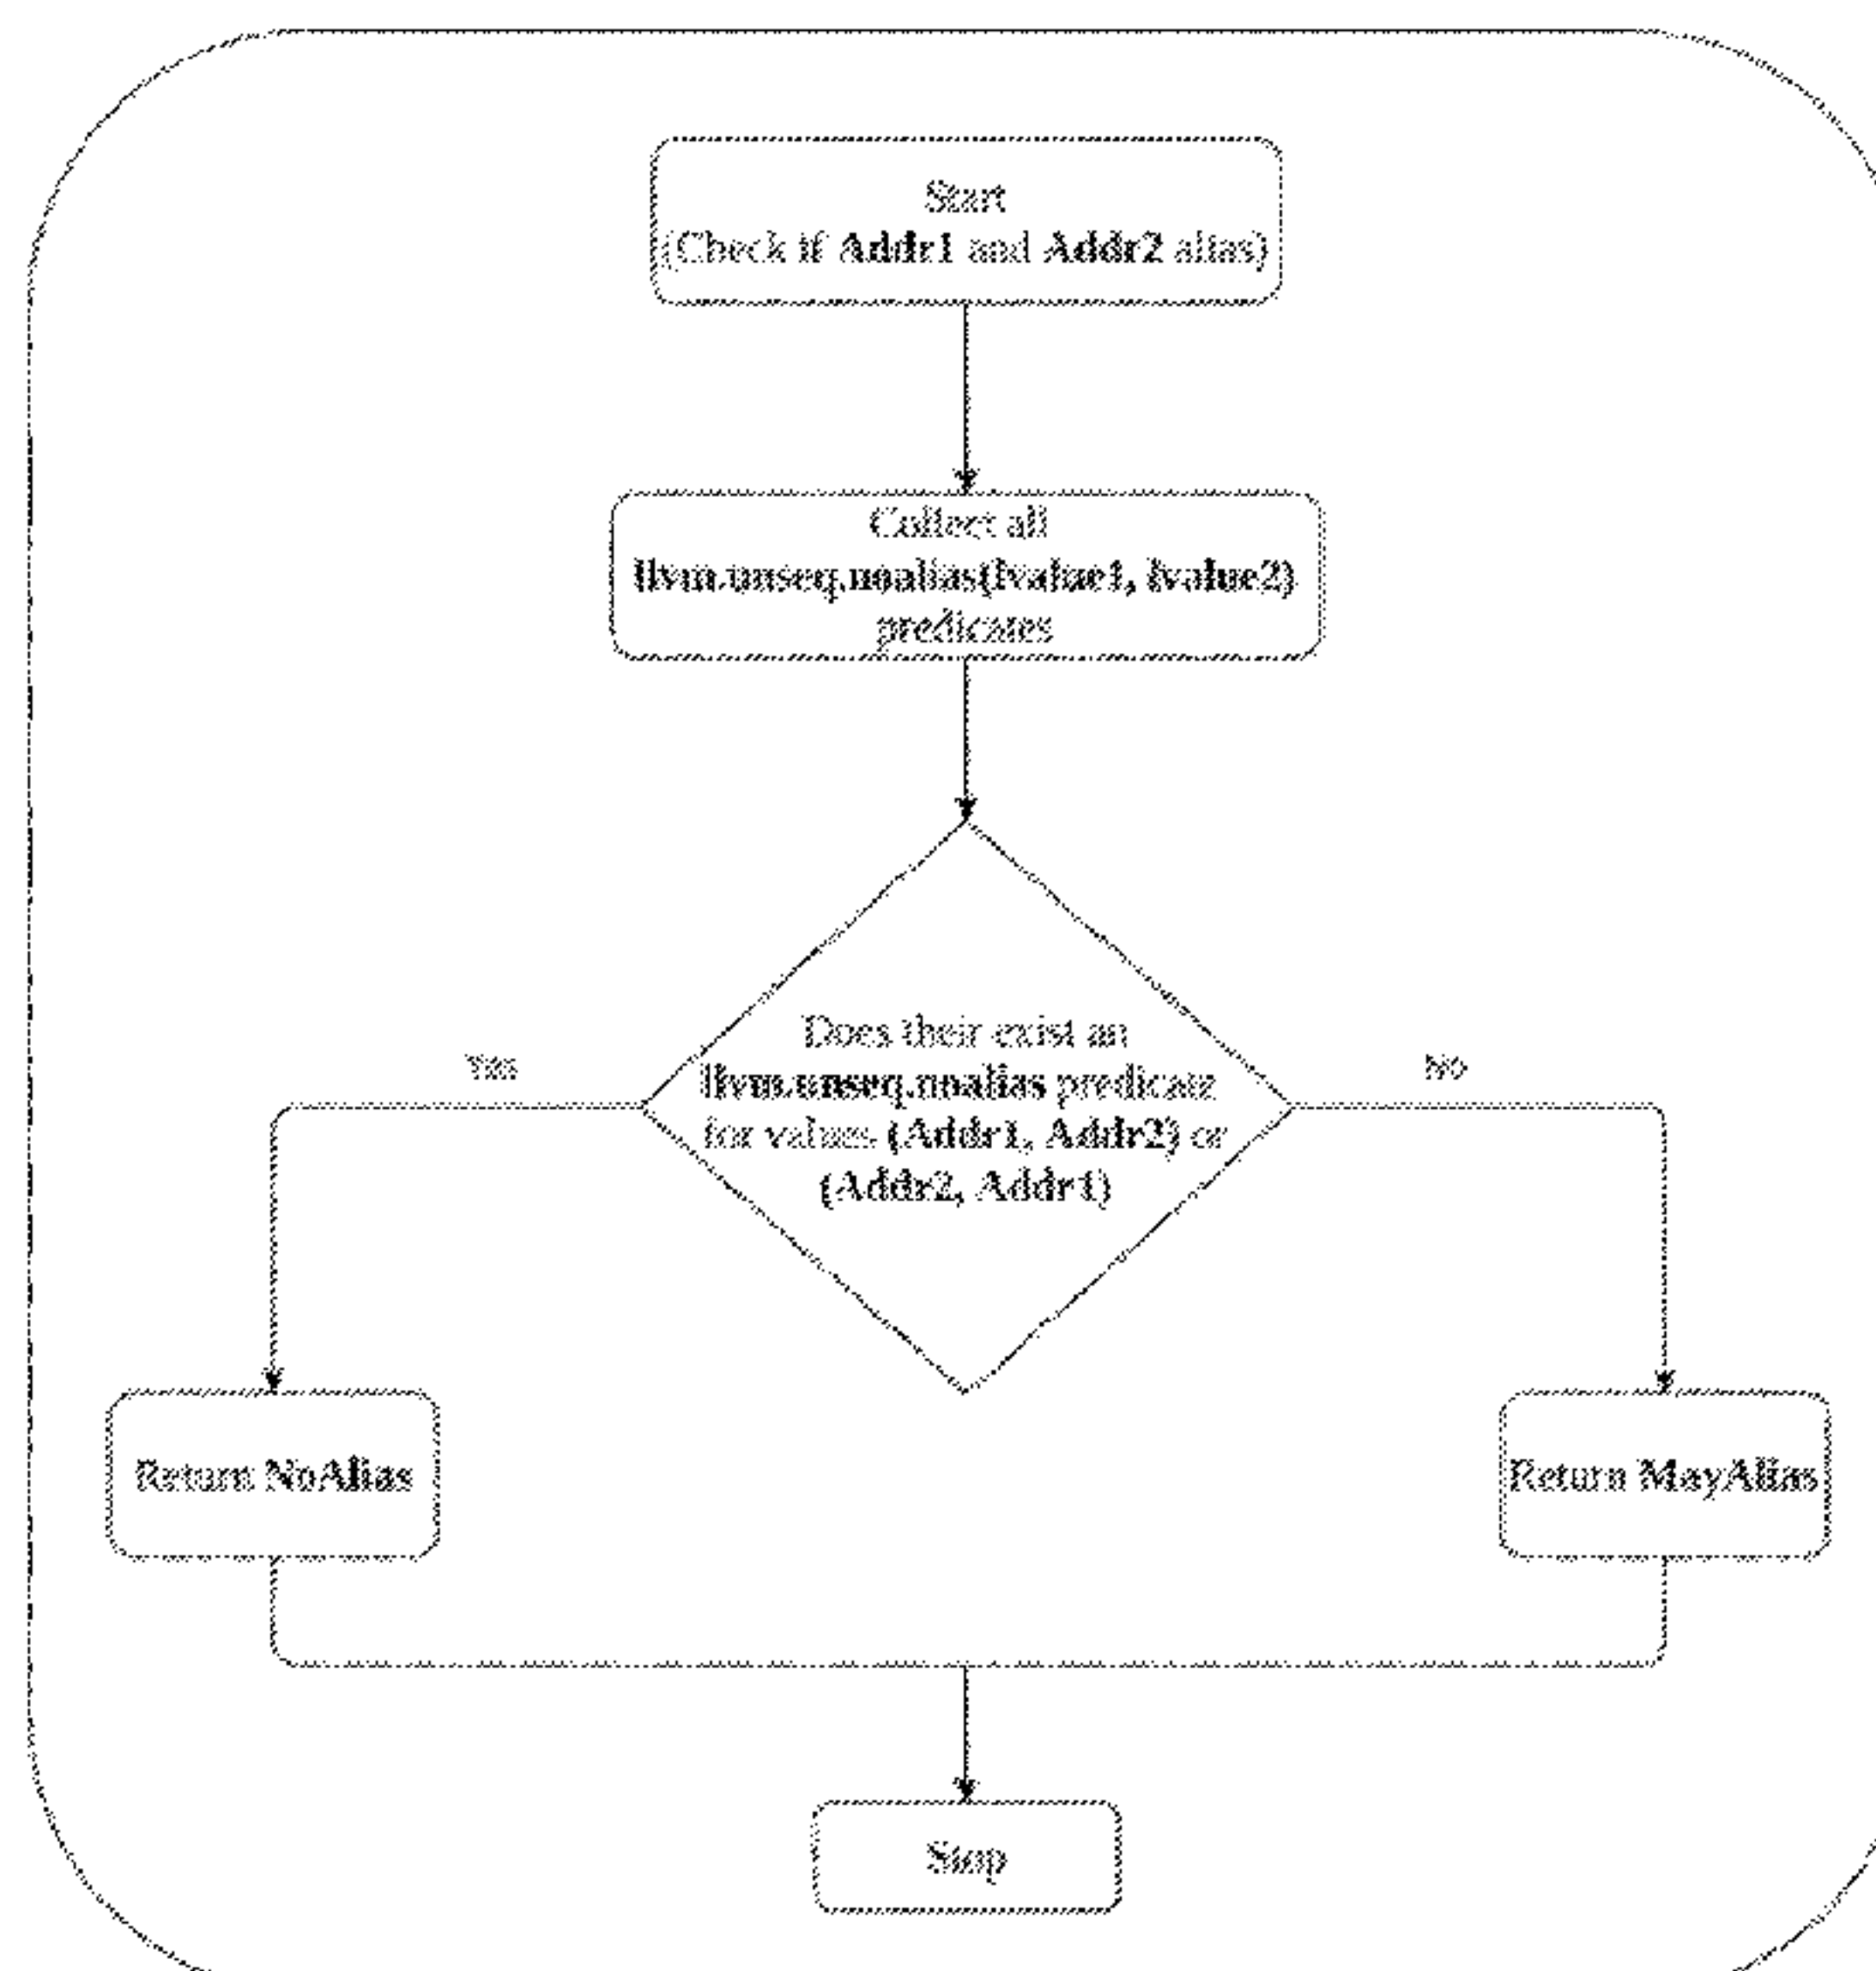 Start
(Check if Addr1 and Addr2 alias)
Collect all
llvm.unseq.noalias(lvalue1, lvalue2)
predicates
Does their exist an
llvm.unseq.noalias predicate
for values (Addr1, Addr2) or
(Addr2, Addr1)
Yes
No
Return NoAlias
Return MayAlias
Stop